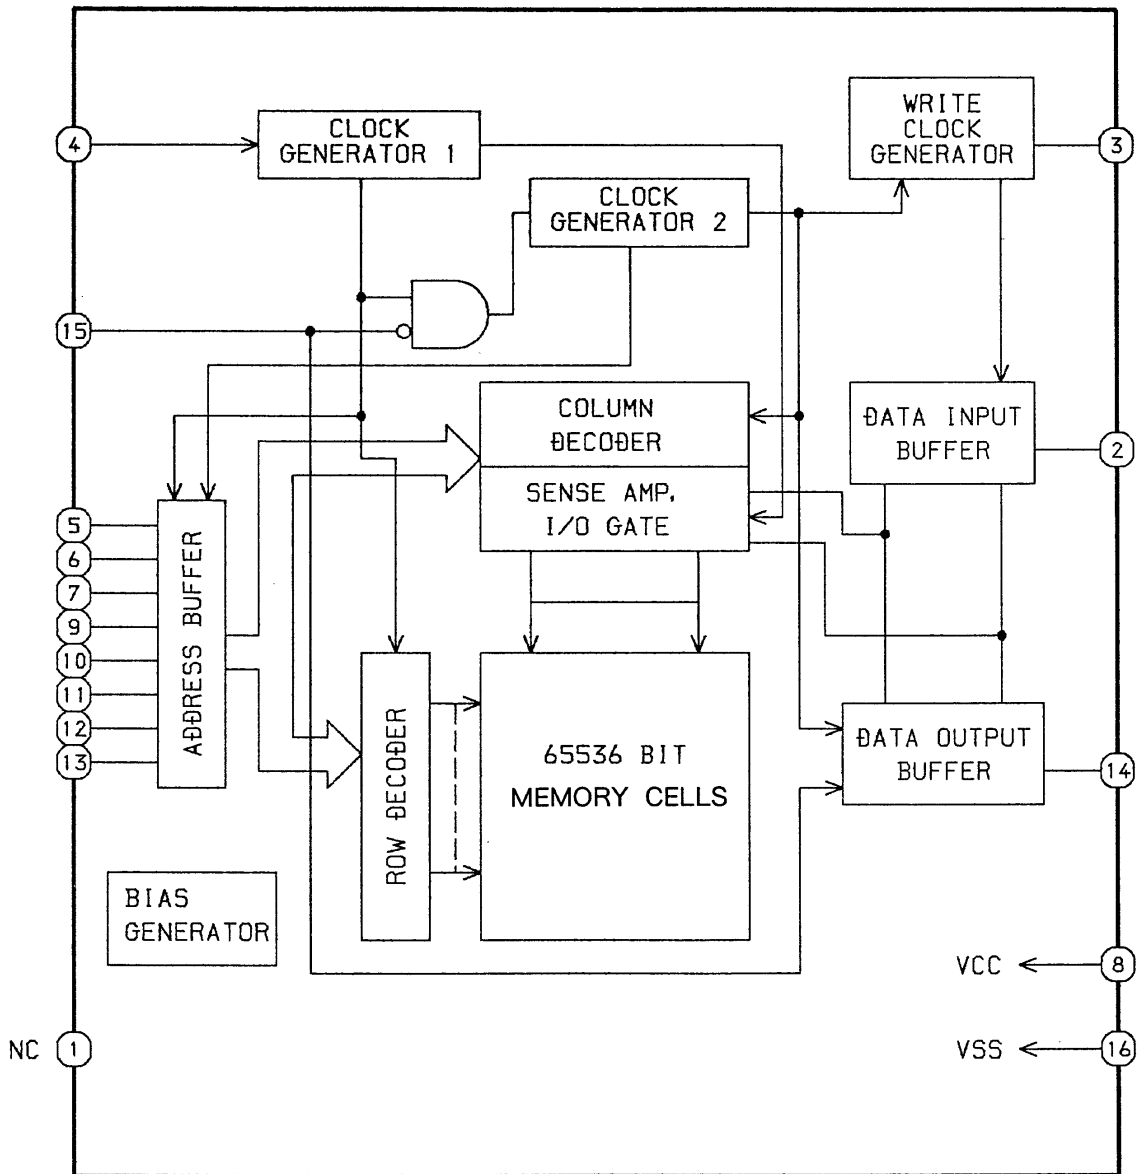 WRITE
CLOCK
GENERATOR
4
CLOCK
GENERATOR 1
3
CLOCK
GENERATOR 2
15
COLUMN
DECODER
DATA INPUT
BUFFER
2
SENSE AMP.
I/O GATE
5
6
7
9
10
11
12
13
ADDRESS BUFFER
ROW DECODER
65536 BIT
MEMORY CELLS
DATA OUTPUT
BUFFER
14
BIAS
GENERATOR
VCC
8
NC
1
VSS
16